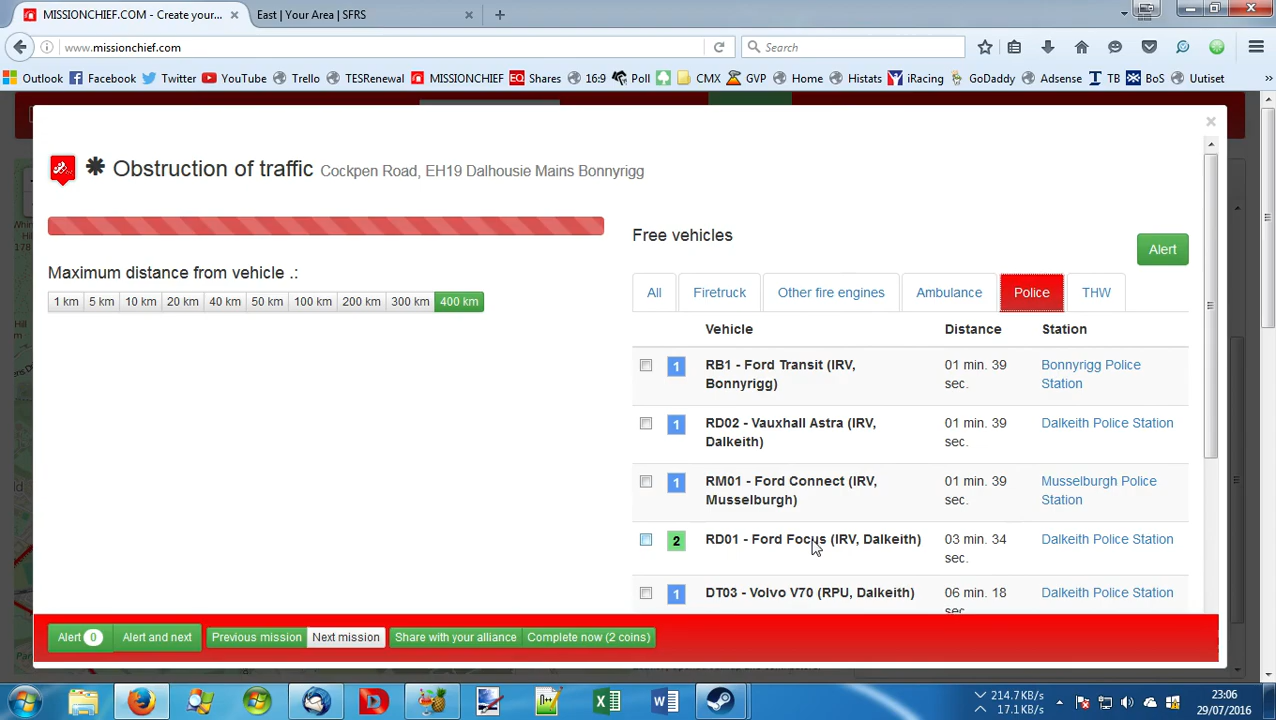 MISSIONCHIEF.COM - Create your...
East | Your Area | SFRS
www.missionchief.com
Search
Outlook Facebook Twitter YouTube Trello TESRenewal MISSIONCHIEF Shares 16:9 Poll CMX GVP Home Histats iRacing GoDaddy Adsense TB BoS Uutiset
Obstruction of traffic Cockpen Road, EH19 Dalhousie Mains Bonnyrigg
Free vehicles
Alert
Maximum distance from vehicle .:
1 km 5 km 10 km 20 km 40 km 50 km 100 km 200 km 300 km 400 km
All Firetruck Other fire engines Ambulance Police THW
Vehicle Distance Station
1 RB1 - Ford Transit (IRV, 01 min. 39 Bonnyrigg Police
Bonnyrigg) sec. Station
1 RD02 - Vauxhall Astra (IRV, 01 min. 39 Dalkeith Police Station
Dalkeith) sec.
1 RM01 - Ford Connect (IRV, 01 min. 39 Musselburgh Police
Musselburgh) sec. Station
2 RD01 - Ford Focus (IRV, Dalkeith) 03 min. 34 Dalkeith Police Station
sec.
1 DT03 - Volvo V70 (RPU, Dalkeith) 06 min. 18 Dalkeith Police Station
sec
Alert 0 Alert and next Previous mission Next mission Share with your alliance Complete now (2 coins)
214.7KB/s 23:06
17.1KB/s 29/07/2016